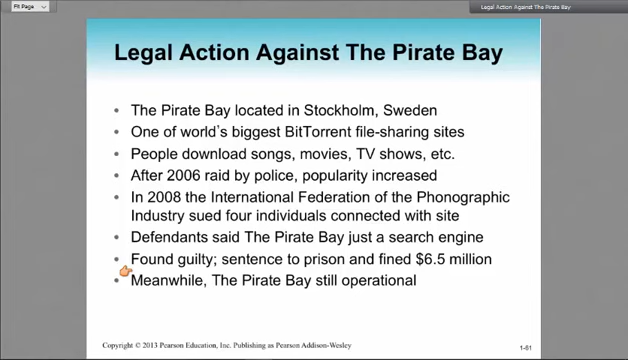 Fit Page
Legal Action Against The Pirate Bay
Legal Action Against The Pirate Bay
• The Pirate Bay located in Stockholm, Sweden
• One of world's biggest BitTorrent file-sharing sites
• People download songs, movies, TV shows, etc.
• After 2006 raid by police, popularity increased
• In 2008 the International Federation of the Phonographic
Industry sued four individuals connected with site
• Defendants said The Pirate Bay just a search engine
• Found guilty; sentence to prison and fined $6.5 million
• Meanwhile, The Pirate Bay still operational
Copyright © 2013 Pearson Education, Inc. Publishing as Pearson Addison-Wesley
1-81